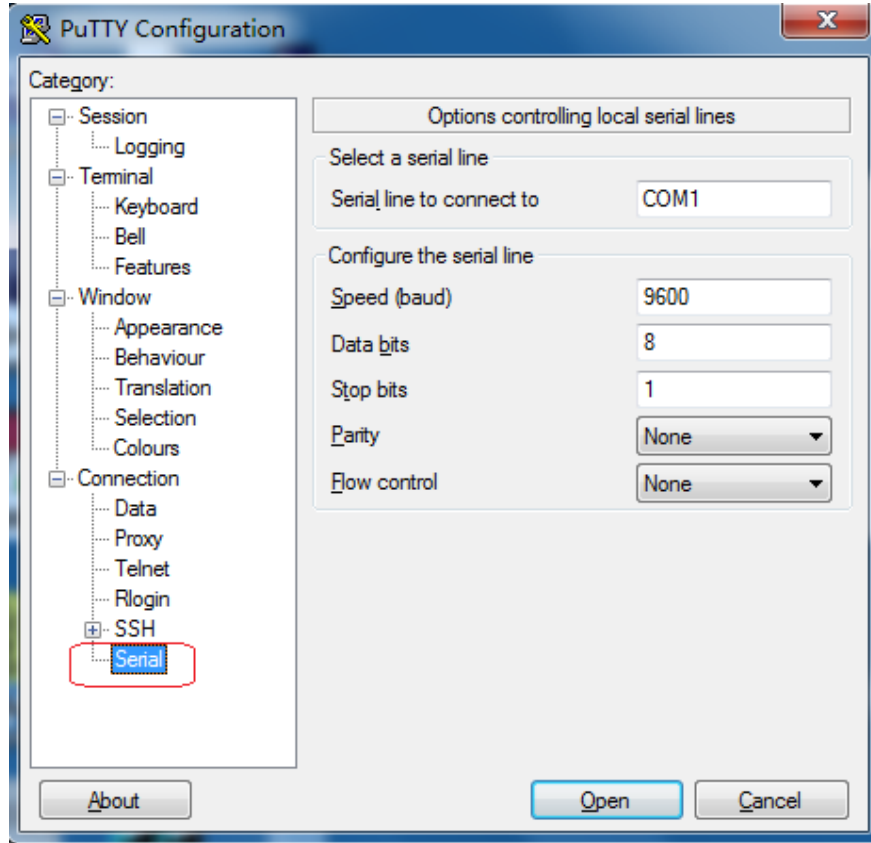 PuTTY Configuration
X
Category:
Session
Logging
Terminal
Keyboard
Bell
Features
Window
Appearance
Behaviour
Translation
Selection
Colours
Connection
Data
Proxy
Telnet
Rlogin
SSH
Serial
Options controlling local serial lines
Select a serial line
Serial line to connect to COM1
Configure the serial line
Speed (baud) 9600
Data bits 8
Stop bits 1
Parity None
Flow control None
About Open Cancel